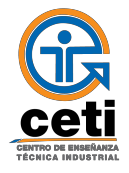 ceti
CENTRO DE ENSEÑANZA
TÉCNICA INDUSTRIAL